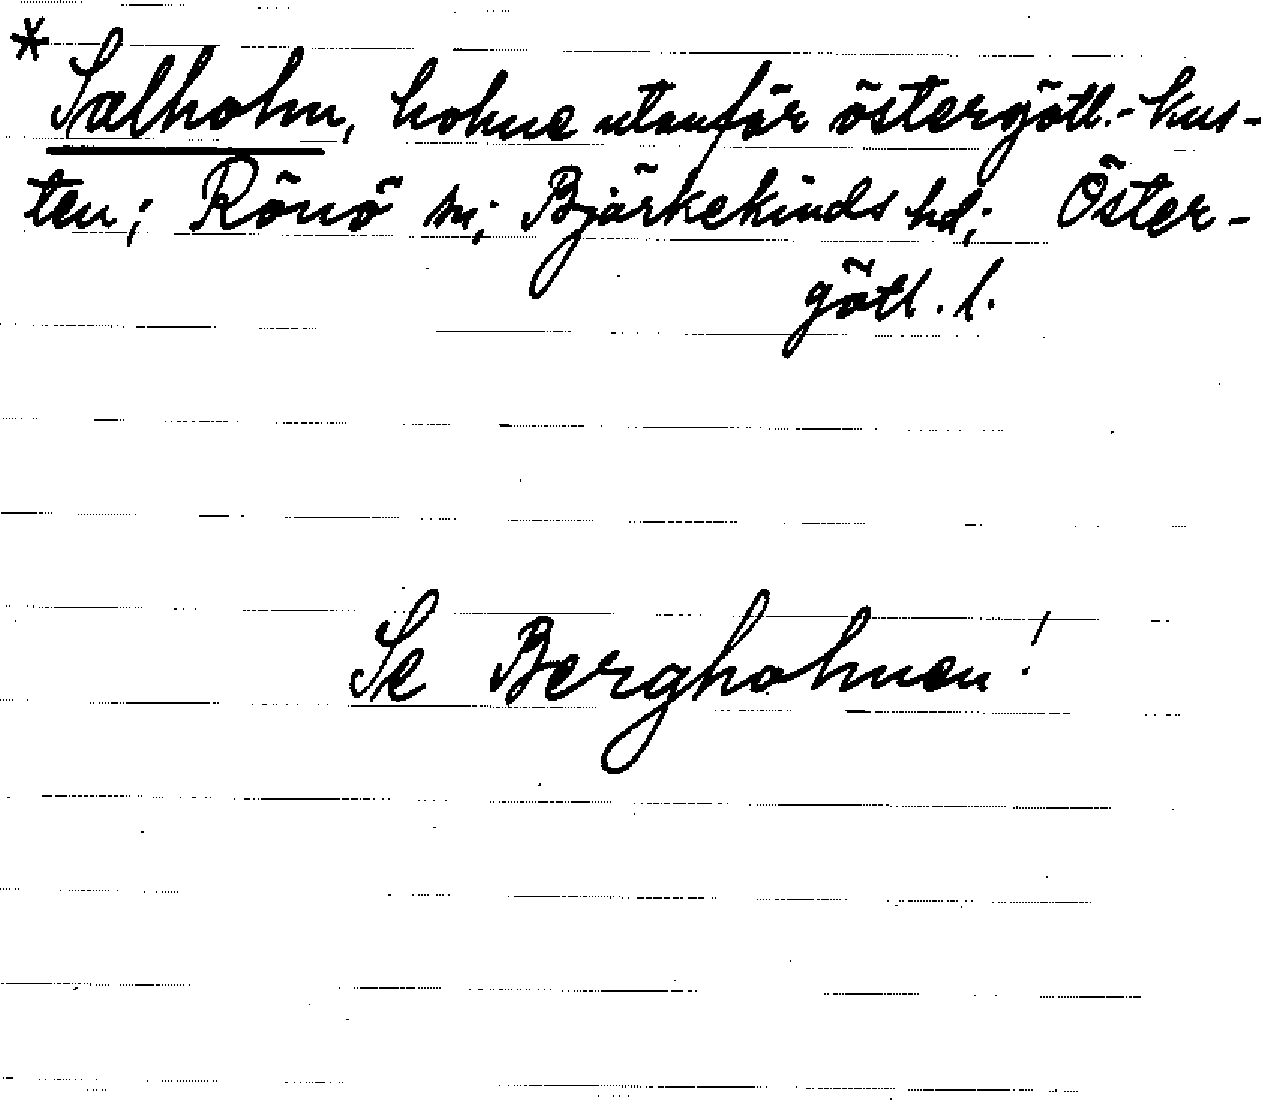 * Salholm, holme utanför östergötl.-kus-
ten; Rönö sn; Björkekinds hd; Öster-
götl. l.
Se Bergholmen!